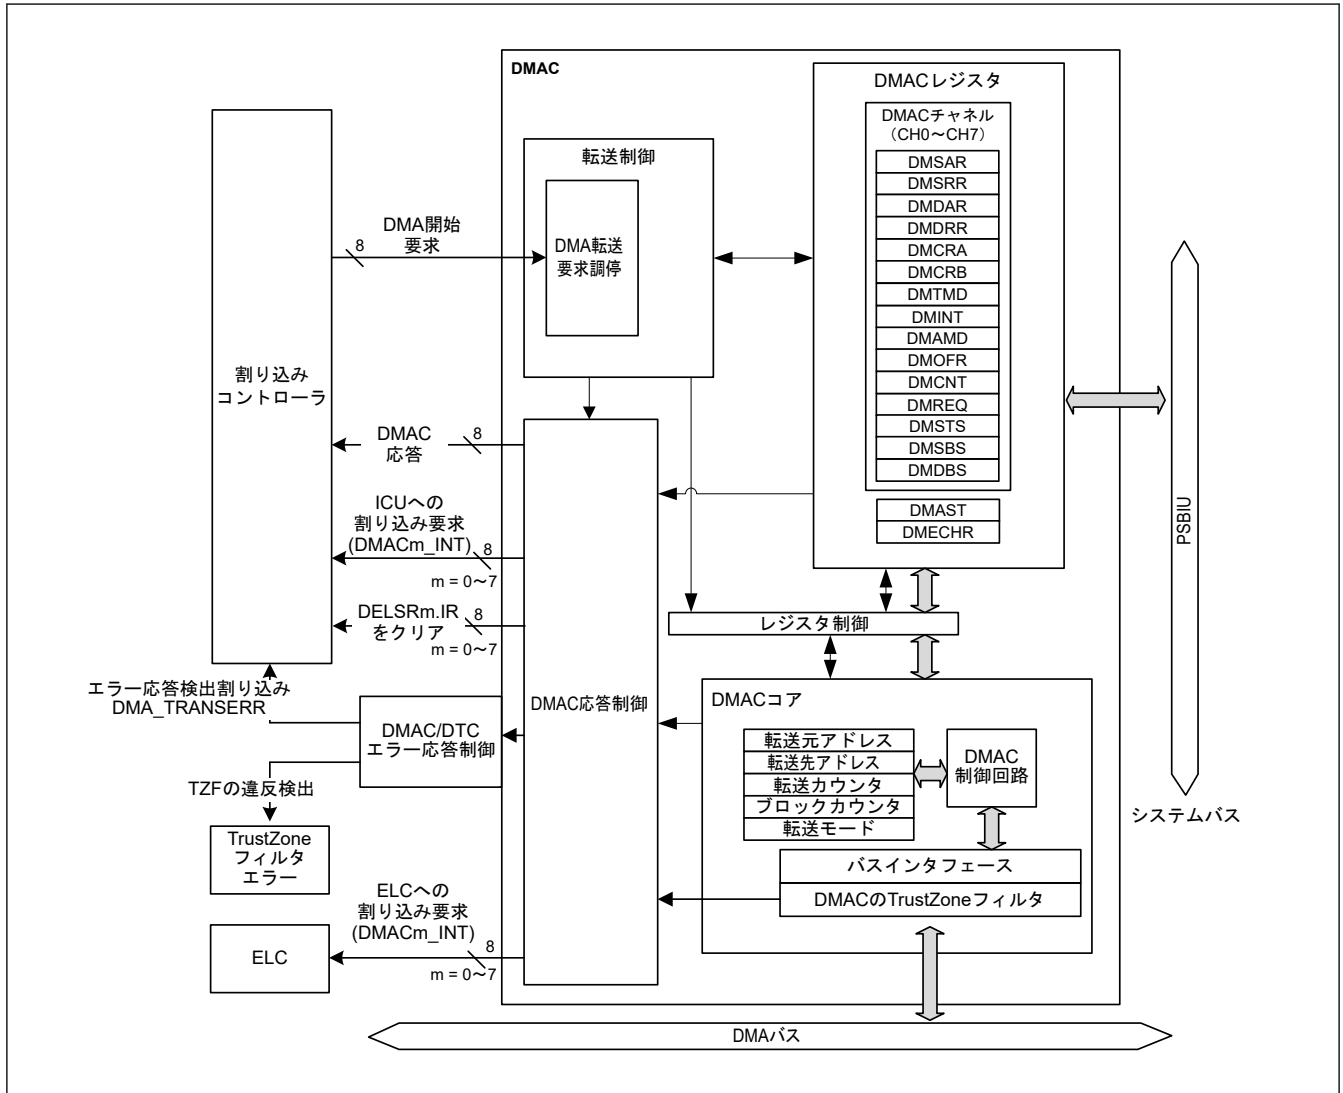 DMAC
DMACレジスタ
DMACチャネル
（CH0～CH7）
DMSAR
DMSRR
DMDAR
DMDRR
DMCRA
DMCRB
DMTMD
DMINT
DMAMD
DMOFR
DMCNT
DMREQ
DMSTS
DMSBS
DMDBS
DMAST
DMECHR
転送制御
DMA転送
要求調停
DMA開始
要求
8
割り込み
コントローラ
DMAC
応答
8
ICUへの
割り込み要求
(DMACm_INT)
8
m = 0～7
DELSRm.IR
をクリア
8
m = 0～7
エラー応答検出割り込み
DMA_TRANSERR
DMAC/DTC
エラー応答制御
TZFの違反検出
TrustZone
フィルタ
エラー
ELCへの
割り込み要求
(DMACm_INT)
8
m = 0～7
ELC
DMAC応答制御
レジスタ制御
DMACコア
転送元アドレス
転送先アドレス
転送カウンタ
ブロックカウンタ
転送モード
DMAC
制御回路
バスインタフェース
DMACのTrustZoneフィルタ
PSBIU
システムバス
DMAバス